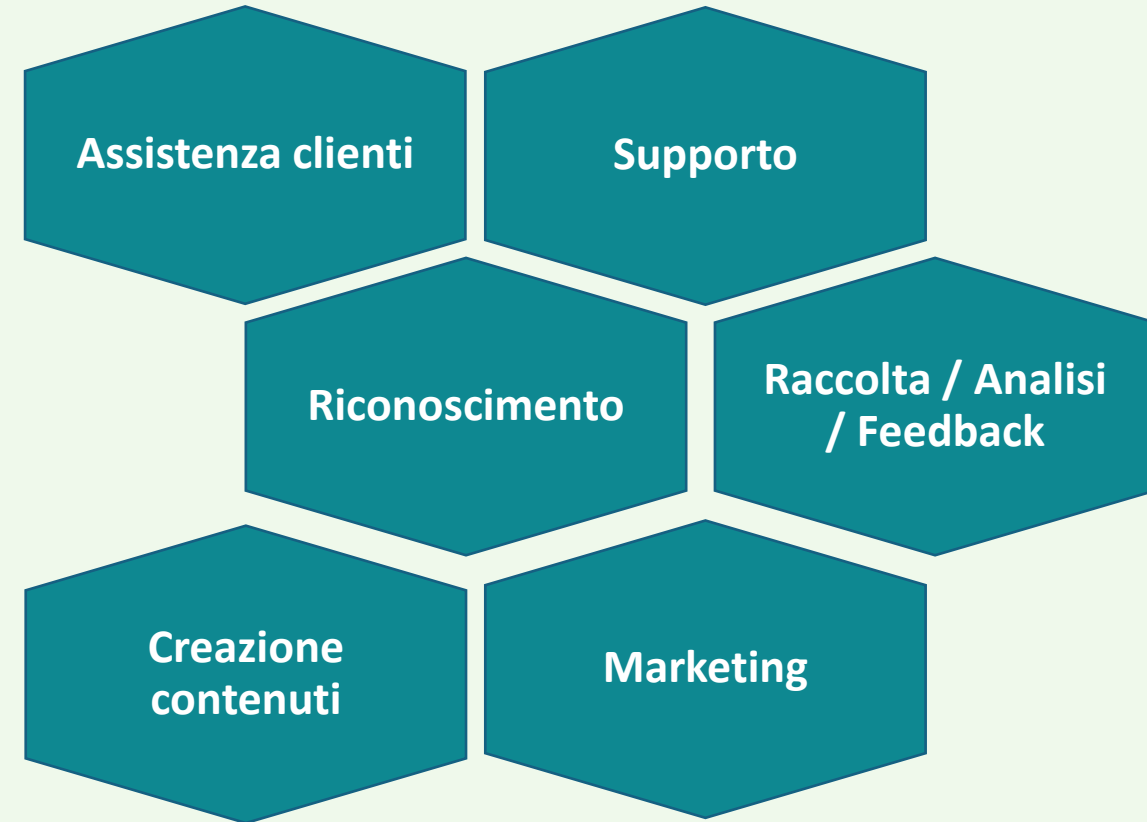 Assistenza clienti
Supporto
Riconoscimento
Raccolta / Analisi
/ Feedback
Creazione
contenuti
Marketing